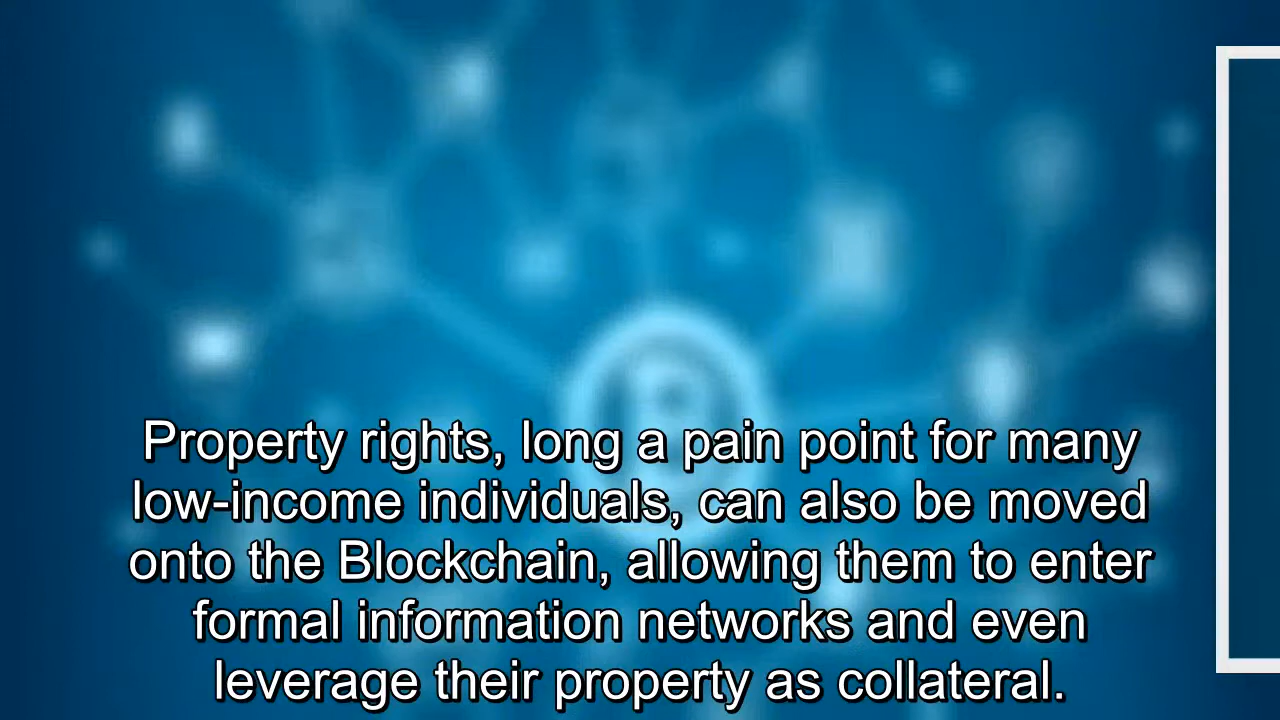 Property rights, long a pain point for many
low-income individuals, can also be moved
onto the Blockchain, allowing them to enter
formal information networks and even
leverage their property as collateral.